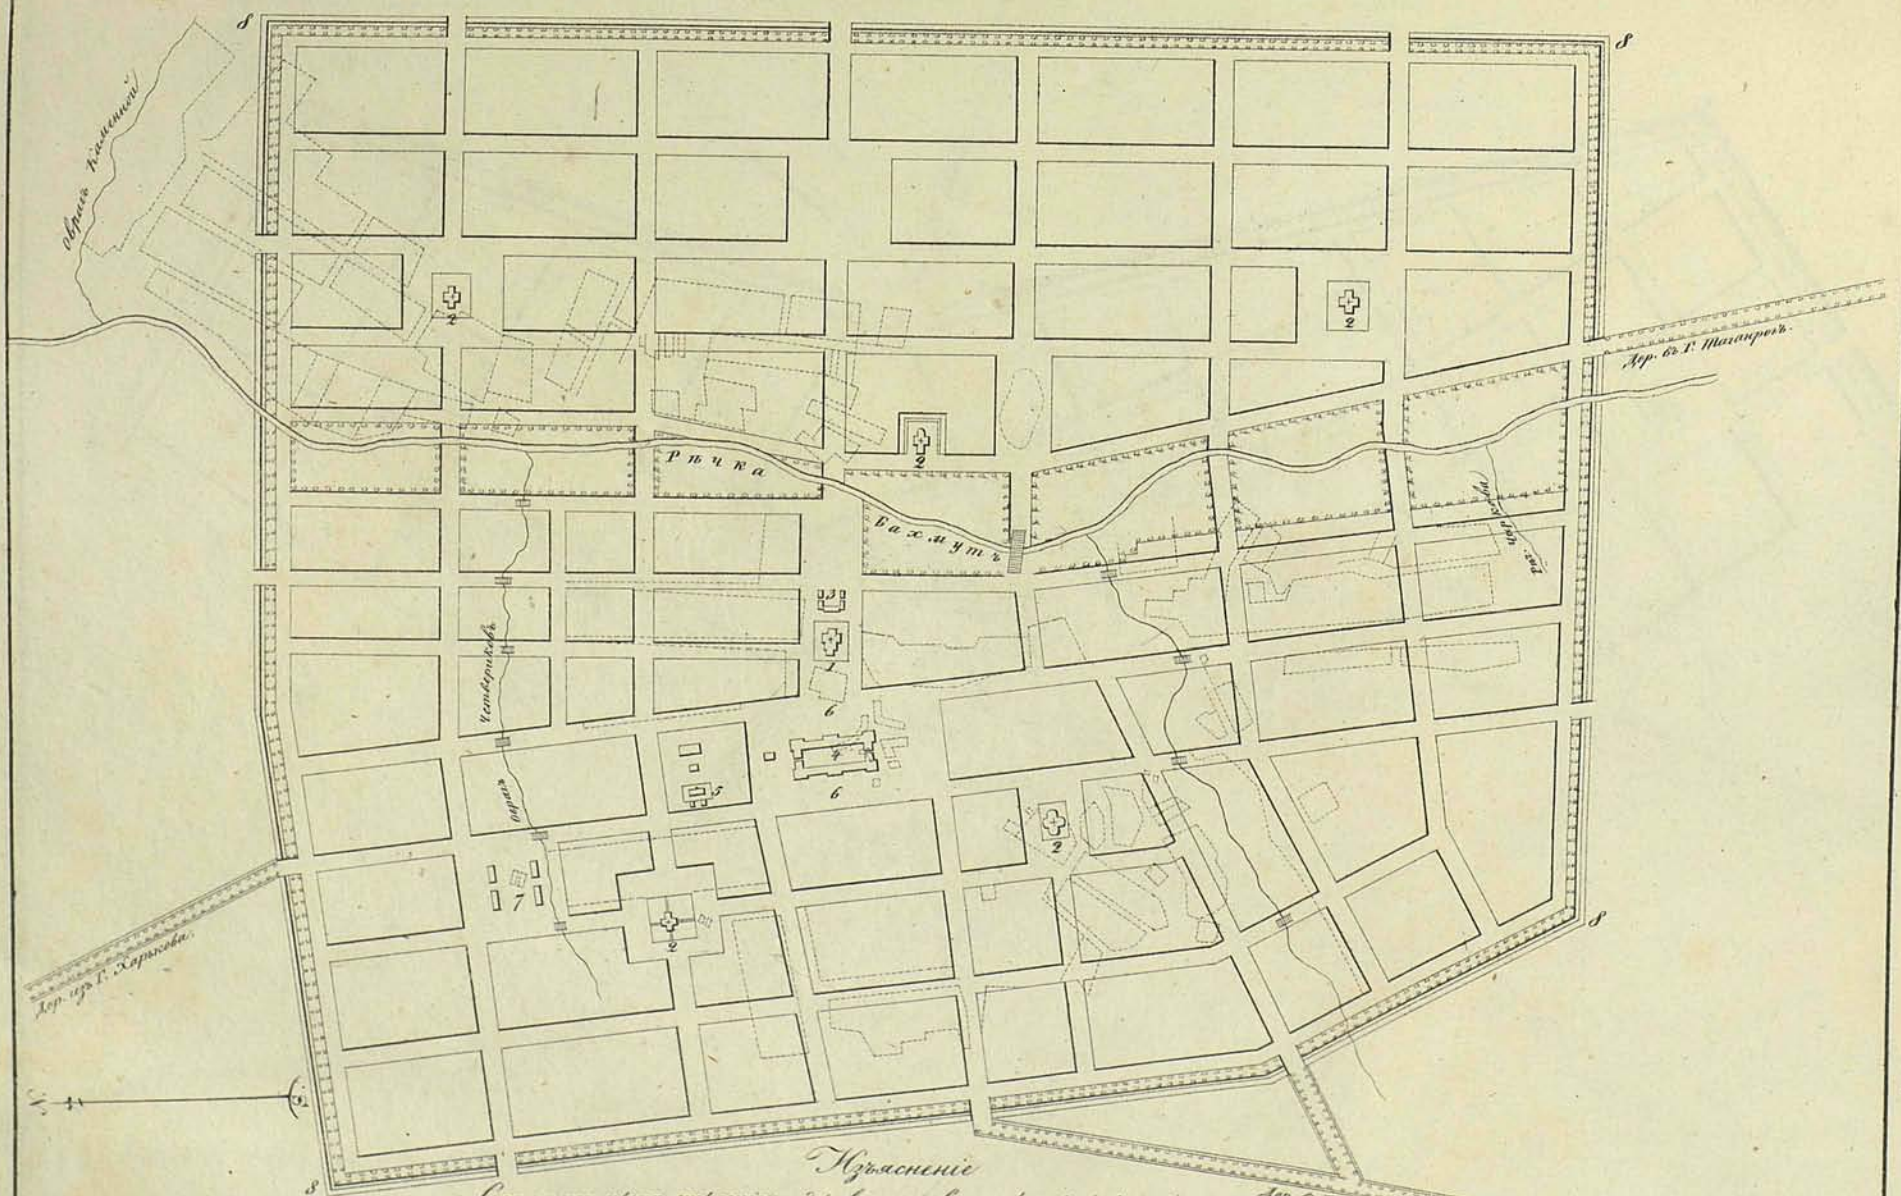 8
8
Оврагъ Каменной
2
2
Дор. въ Г. Таганрогъ.
2
Рѣчка
Бахмутъ
3
1
Четвериковъ
Оврагъ
6
4
5
6
2
7
2
8
Дор. изъ Г. Харькова.
N
S
8
Изъясненіе
Дор.